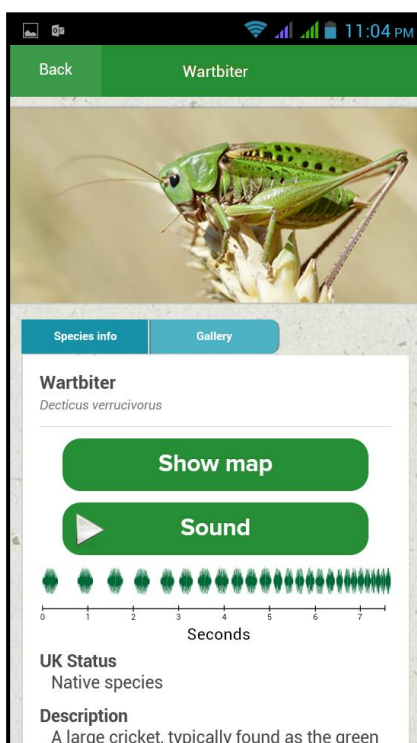 11:04 PM
Back
Wartbiter
Species info
Gallery
Wartbiter
Decticus verrucivorus
Show map
Sound
0 1 2 3 4 5 6 7
Seconds
UK Status
Native species
Description
A large cricket, typically found as the green